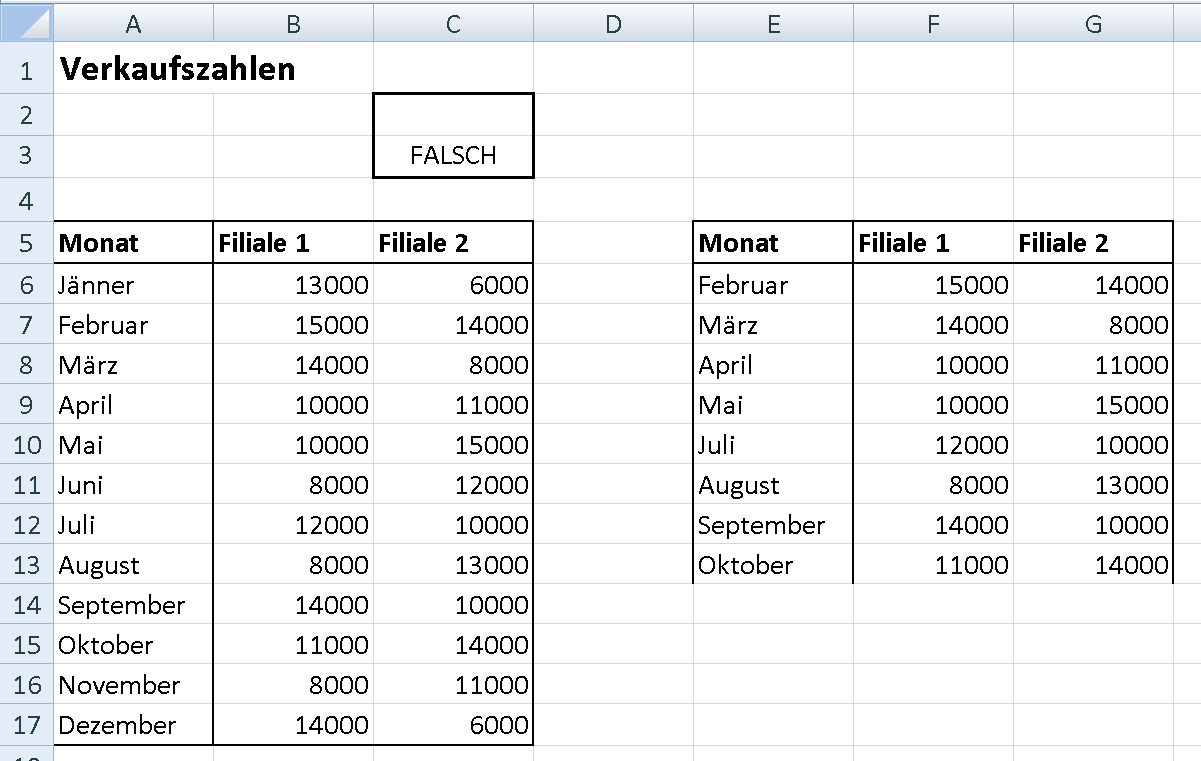 A B C D E F G
1 Verkaufszahlen
2
3 FALSCH
4
5 Monat Filiale 1 Filiale 2 Monat Filiale 1 Filiale 2
6 Jänner 13000 6000 Februar 15000 14000
7 Februar 15000 14000 März 14000 8000
8 März 14000 8000 April 10000 11000
9 April 10000 11000 Mai 10000 15000
10 Mai 10000 15000 Juli 12000 10000
11 Juni 8000 12000 August 8000 13000
12 Juli 12000 10000 September 14000 10000
13 August 8000 13000 Oktober 11000 14000
14 September 14000 10000
15 Oktober 11000 14000
16 November 8000 11000
17 Dezember 14000 6000